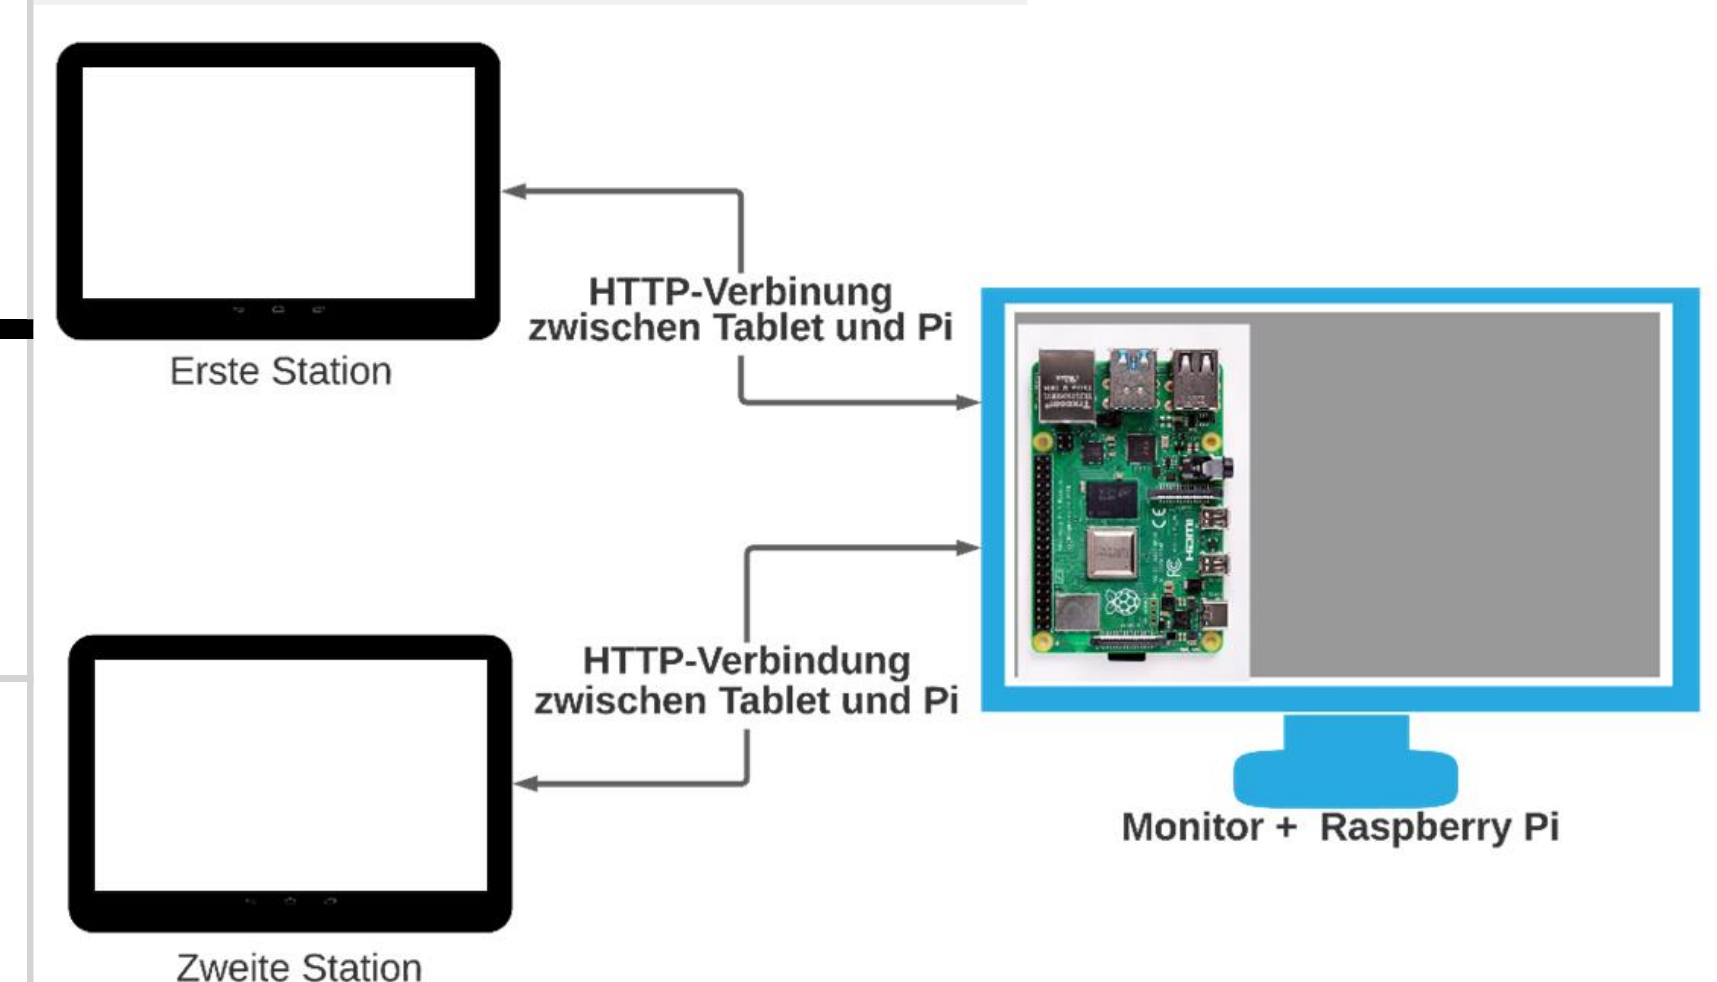 HTTP-Verbinung
zwischen Tablet und Pi
Erste Station
HTTP-Verbindung
zwischen Tablet und Pi
Zweite Station
HDMI
Monitor + Raspberry Pi